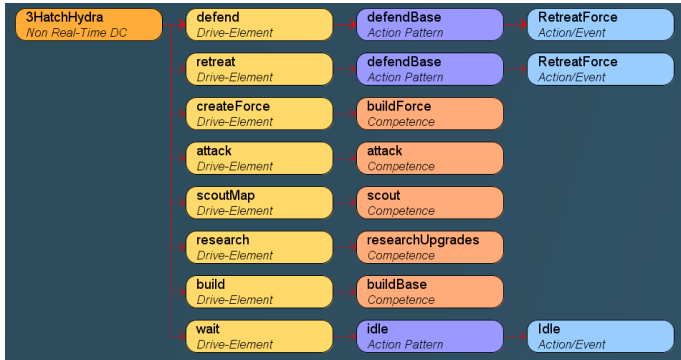 3HatchHydra
Non Real-Time DC
defend
Drive-Element
defendBase
Action Pattern
RetreatForce
Action/Event
retreat
Drive-Element
defendBase
Action Pattern
RetreatForce
Action/Event
createForce
Drive-Element
buildForce
Competence
attack
Drive-Element
attack
Competence
scoutMap
Drive-Element
scout
Competence
research
Drive-Element
researchUpgrades
Competence
build
Drive-Element
buildBase
Competence
wait
Drive-Element
idle
Action Pattern
Idle
Action/Event